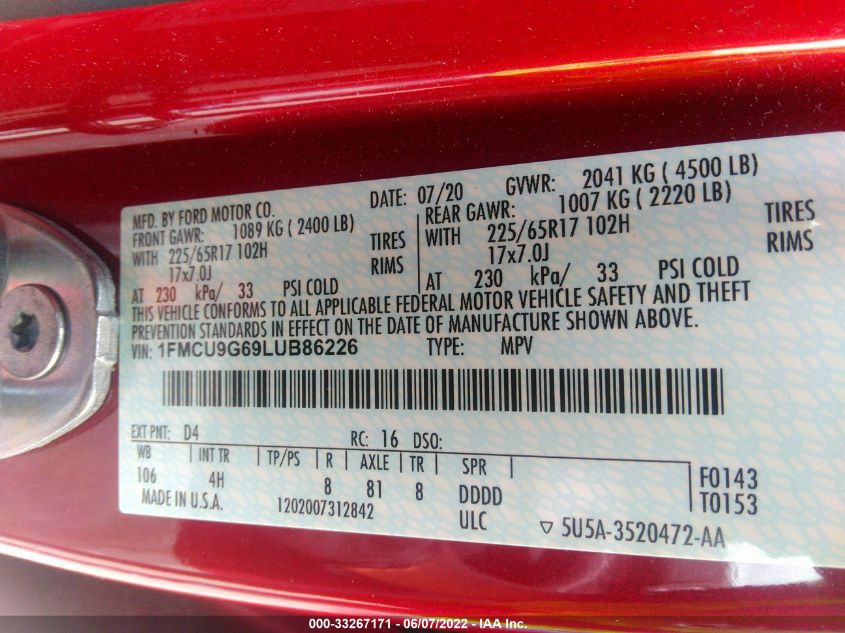 MFD. BY FORD MOTOR CO. DATE: 07/20 GVWR: 2041 KG ( 4500 LB)
FRONT GAWR: 1089 KG ( 2400 LB) REAR GAWR: 1007 KG ( 2220 LB)
WITH 225/65R17 102H TIRES WITH 225/65R17 102H TIRES
17x7.0J RIMS 17x7.0J RIMS
AT 230 kPa/ 33 PSI COLD AT 230 kPa/ 33 PSI COLD
THIS VEHICLE CONFORMS TO ALL APPLICABLE FEDERAL MOTOR VEHICLE SAFETY AND THEFT
PREVENTION STANDARDS IN EFFECT ON THE DATE OF MANUFACTURE SHOWN ABOVE.
VIN: 1FMCU9G69LUB86226 TYPE: MPV
EXT PNT: D4 RC: 16 DSO:
WB INT TR TP/PS R AXLE TR SPR
106 4H 8 81 8 DDDD F0143
MADE IN U.S.A. 1202007312842 ULC T0153
▽ 5U5A-3520472-AA
000-33267171 - 06/07/2022 - IAA Inc.